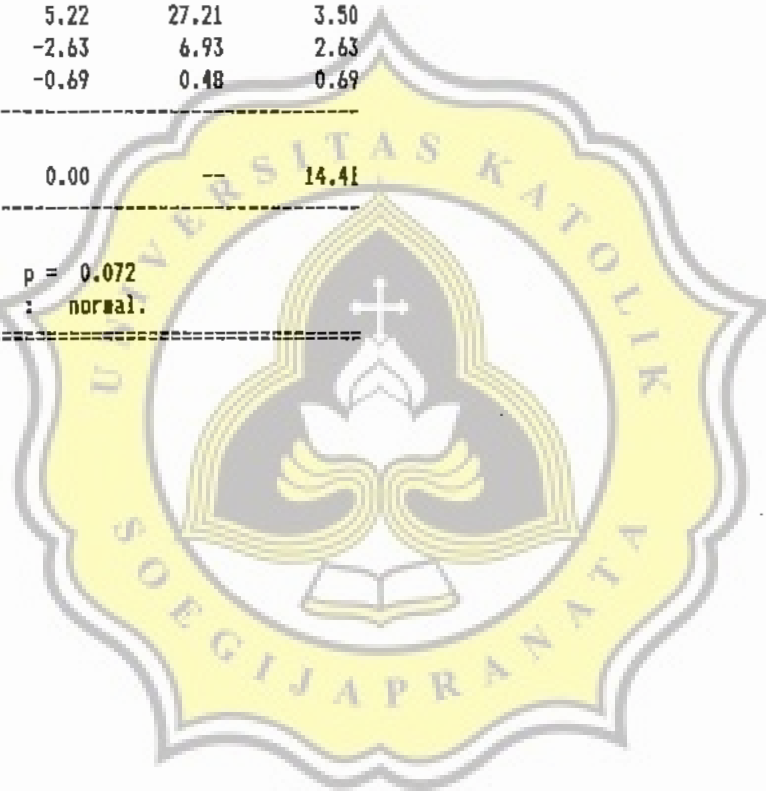 5.22 27.21 3.50
-2.63 6.93 2.63
-0.69 0.48 0.69
0.00 -- 14.41
p = 0.072
: normal.
UNIVERSITAS KATOLIK
SOEGIJAPRANATA